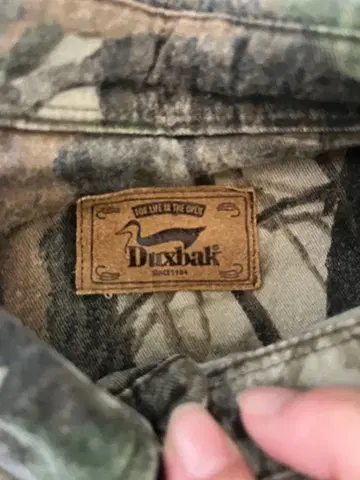 FOR LIFE IN THE OPEN
Duxbak®
SINCE 1904